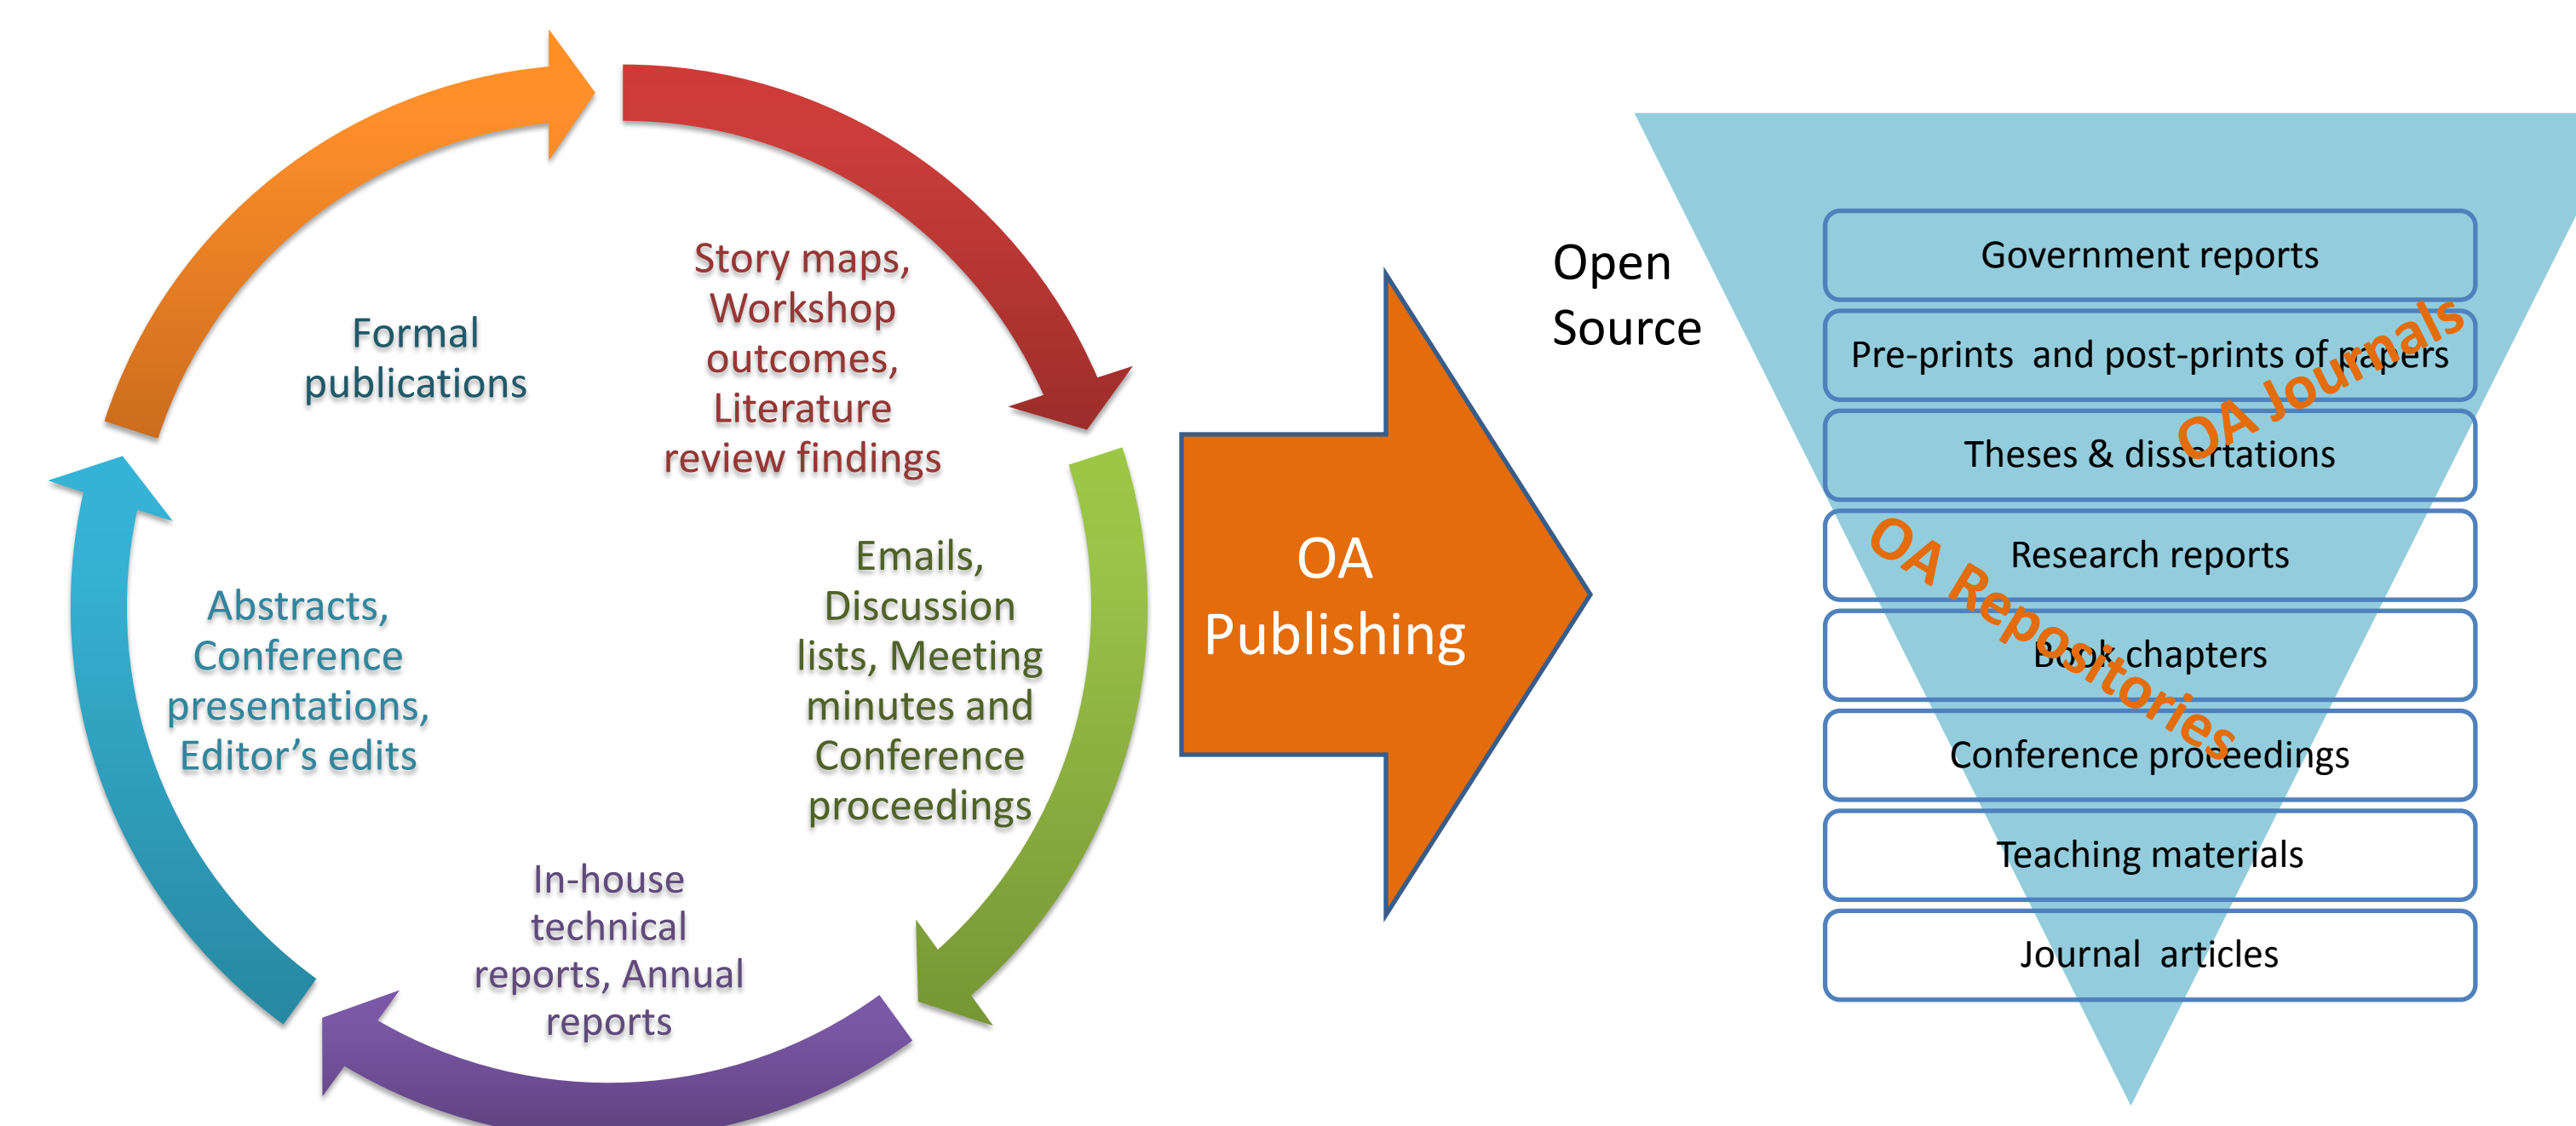 Formal
publications
Story maps,
Workshop
outcomes,
Literature
review findings
Emails,
Discussion
lists, Meeting
minutes and
Conference
proceedings
In-house
technical
reports, Annual
reports
Abstracts,
Conference
presentations,
Editor’s edits
OA
Publishing
Open
Source
Government reports
Pre-prints  and post-prints of papers
Theses & dissertations
Research reports
Book chapters
Conference proceedings
Teaching materials
Journal  articles
OA Journals
OA Repositories